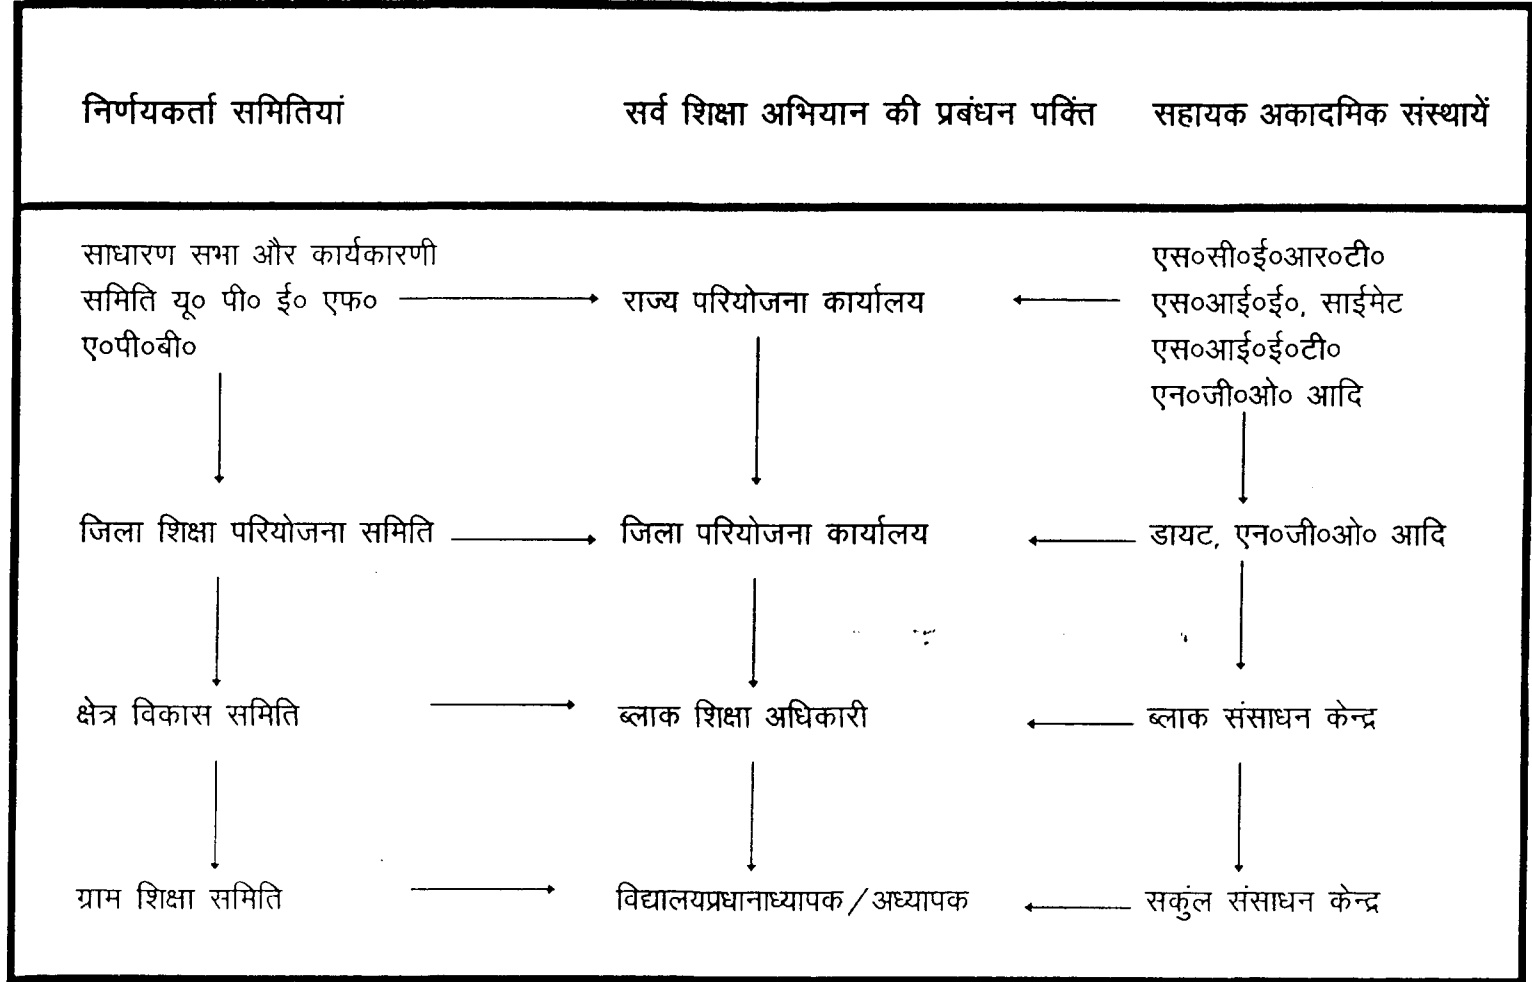 निर्णयकर्ता समितियां
सर्व शिक्षा अभियान की प्रबंधन पक्तिं
सहायक अकादमिक संस्थायें
साधारण सभा और कार्यकारणी
समिति यू० पी० ई० एफ०
ए०पी०बी०
राज्य परियोजना कार्यालय
एस०सी०ई०आर०टी०
एस०आई०ई०, साईमेट
एस०आई०ई०टी०
एन०जी०ओ० आदि
जिला शिक्षा परियोजना समिति
जिला परियोजना कार्यालय
डायट, एन०जी०ओ० आदि
क्षेत्र विकास समिति
ब्लाक शिक्षा अधिकारी
ब्लाक संसाधन केन्द्र
ग्राम शिक्षा समिति
विद्यालयप्रधानाध्यापक/अध्यापक
सकुंल संसाधन केन्द्र